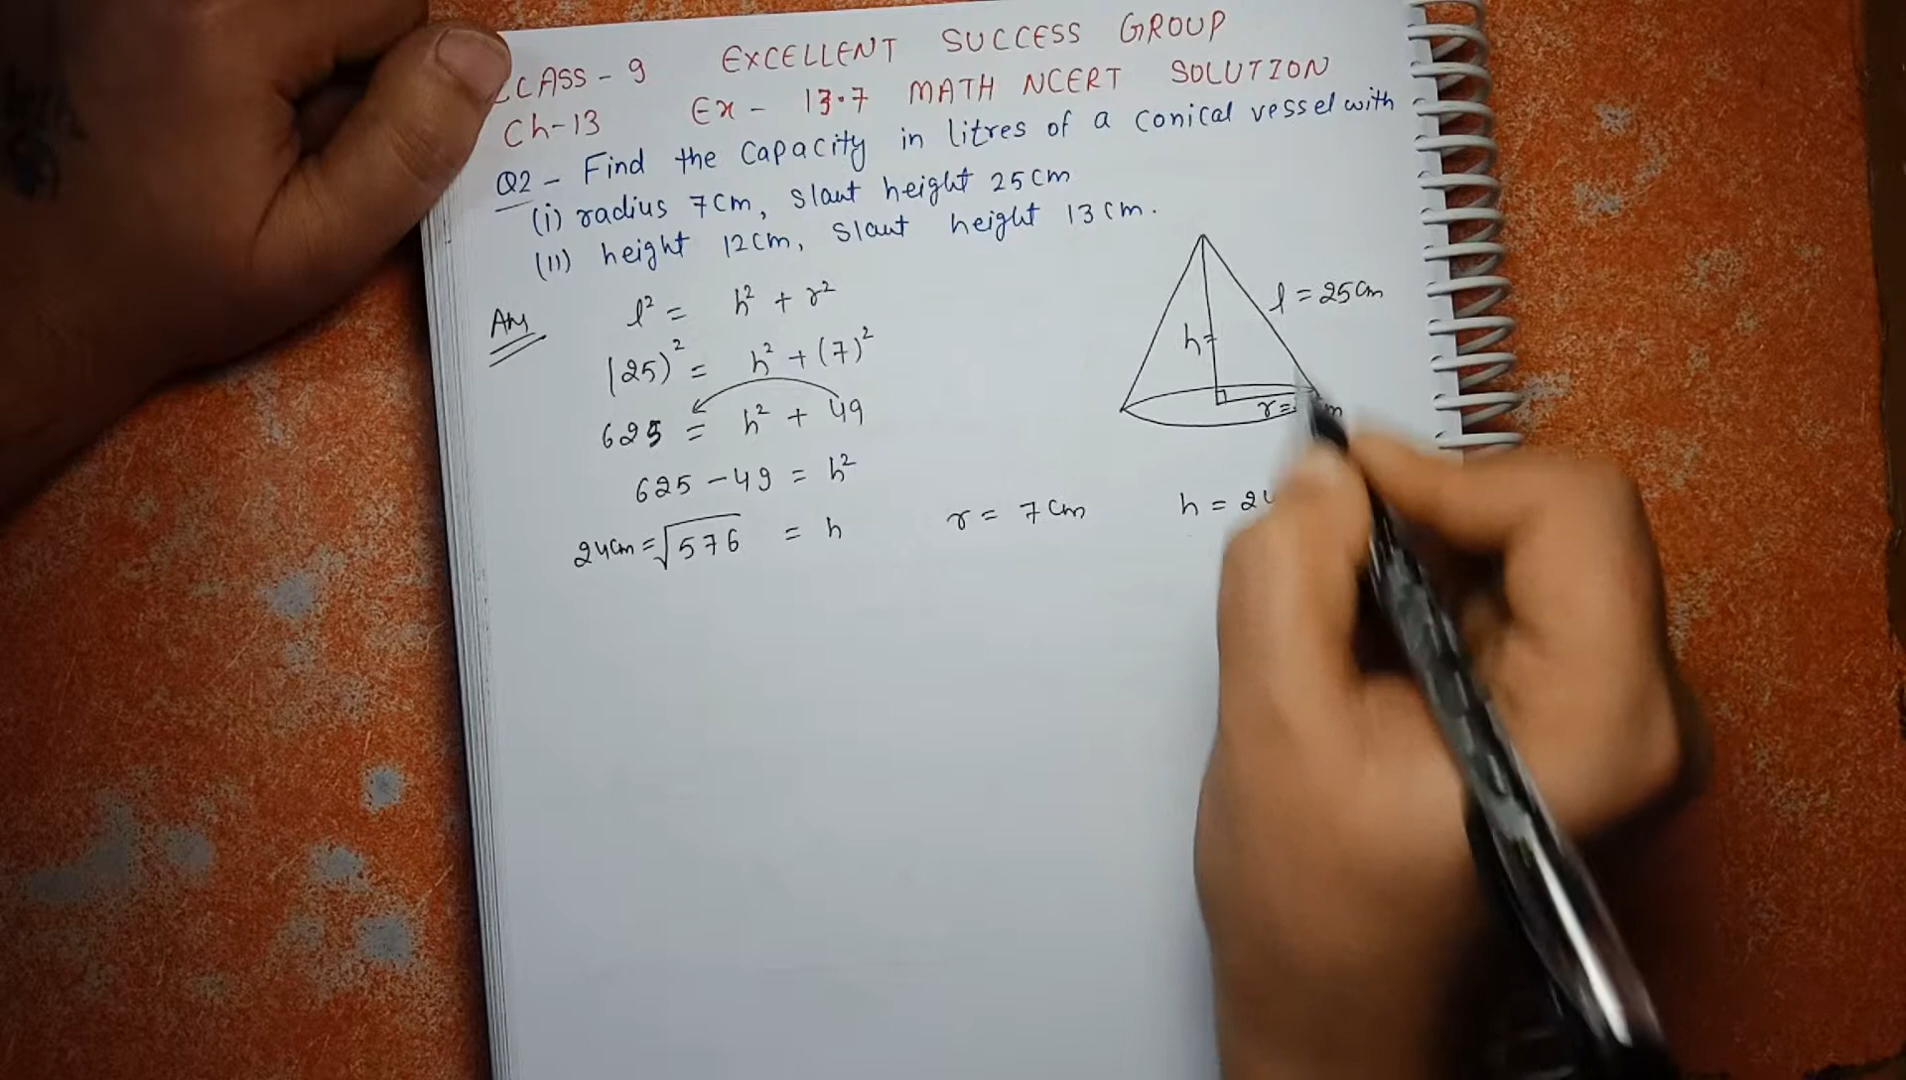 CLASS - 9 EXCELLENT SUCCESS GROUP
Ch-13 Ex - 13.7 MATH NCERT SOLUTION
Q2 - Find the capacity in litres of a conical vessel with
(i) radius 7cm, slant height 25cm
(ii) height 12cm, slant height 13cm.
Ans
l² = h² + r²
(25)² = h² + (7)²
625 = h² + 49
625 - 49 = h²
24cm = √576 = h
l = 25cm
h =
r =
r = 7cm h =